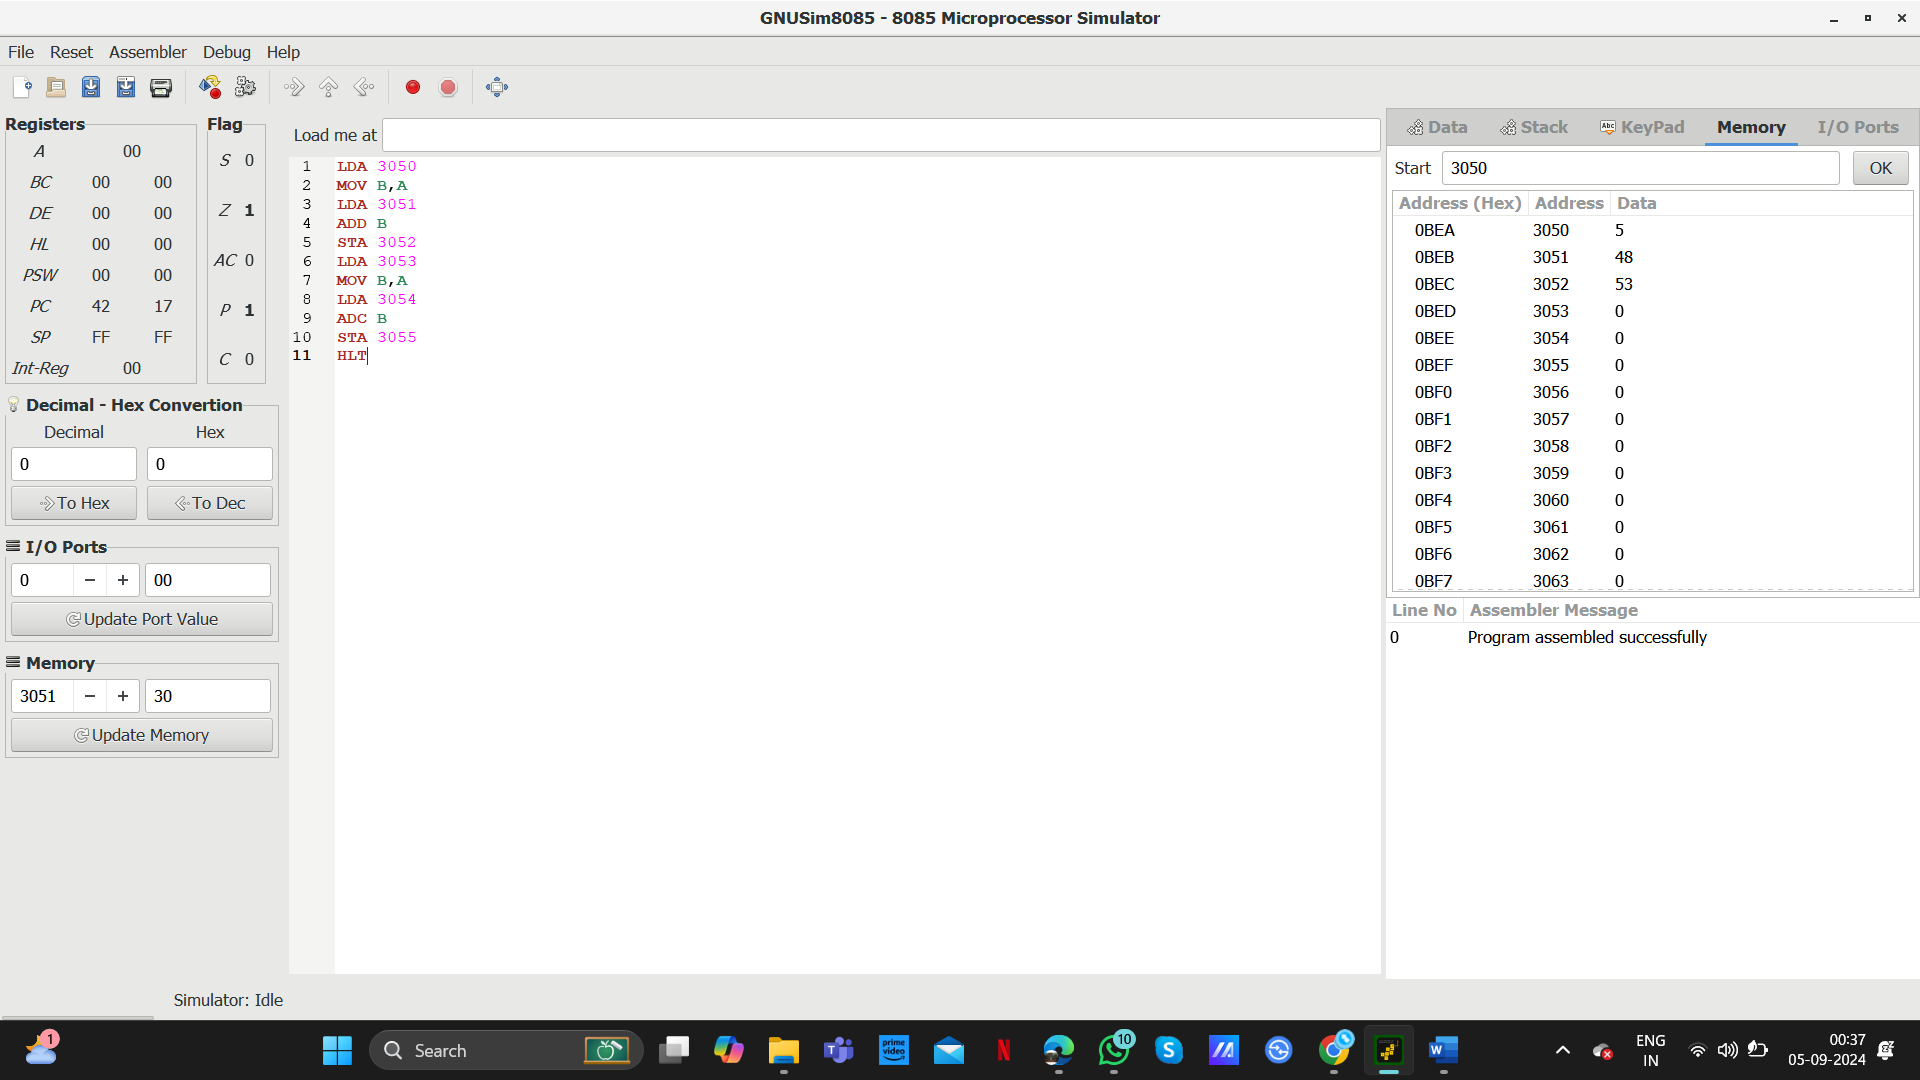 GNUSim8085 - 8085 Microprocessor Simulator
File Reset Assembler Debug Help
Registers
A 00
BC 00 00
DE 00 00
HL 00 00
PSW 00 00
PC 42 17
SP FF FF
Int-Reg 00
Flag
S 0
Z 1
AC 0
P 1
C 0
Decimal - Hex Convertion
Decimal Hex
0 0
To Hex To Dec
I/O Ports
0 − + 00
Update Port Value
Memory
3051 − + 30
Update Memory
Load me at
1 LDA 3050
2 MOV B,A
3 LDA 3051
4 ADD B
5 STA 3052
6 LDA 3053
7 MOV B,A
8 LDA 3054
9 ADC B
10 STA 3055
11 HLT
Data Stack Abc KeyPad Memory I/O Ports
Start 3050 OK
Address (Hex) Address Data
0BEA 3050 5
0BEB 3051 48
0BEC 3052 53
0BED 3053 0
0BEE 3054 0
0BEF 3055 0
0BF0 3056 0
0BF1 3057 0
0BF2 3058 0
0BF3 3059 0
0BF4 3060 0
0BF5 3061 0
0BF6 3062 0
0BF7 3063 0
Line No Assembler Message
0 Program assembled successfully
Simulator: Idle
1
Search
prime video
N
10
S
W
ENG
IN
00:37
05-09-2024